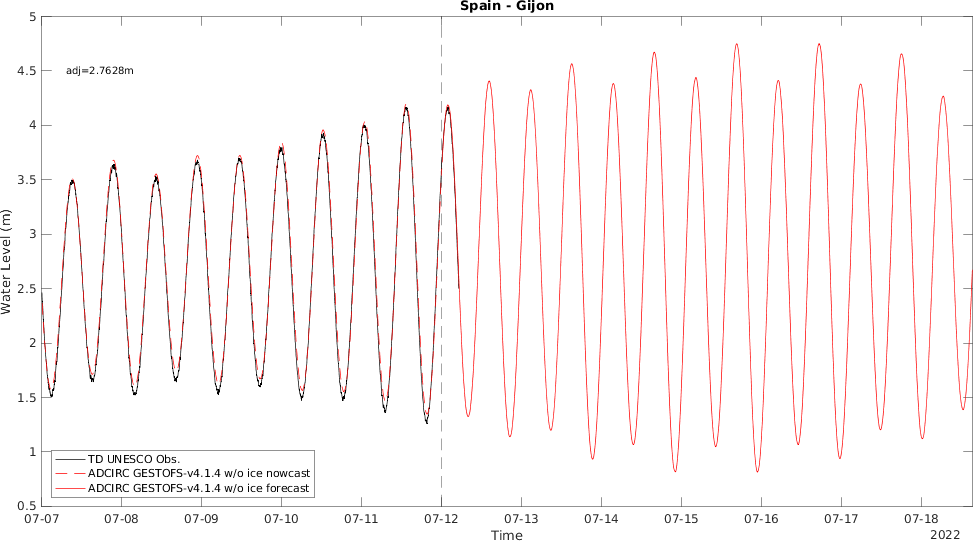 Spain - Gijon
adj=2.7628m
5
4.5
4
3.5
3
2.5
2
1.5
1
0.5
Water Level (m)
TD UNESCO Obs.
ADCIRC GESTOFS-v4.1.4 w/o ice nowcast
ADCIRC GESTOFS-v4.1.4 w/o ice forecast
07-07 07-08 07-09 07-10 07-11 07-12 07-13 07-14 07-15 07-16 07-17 07-18
Time
2022